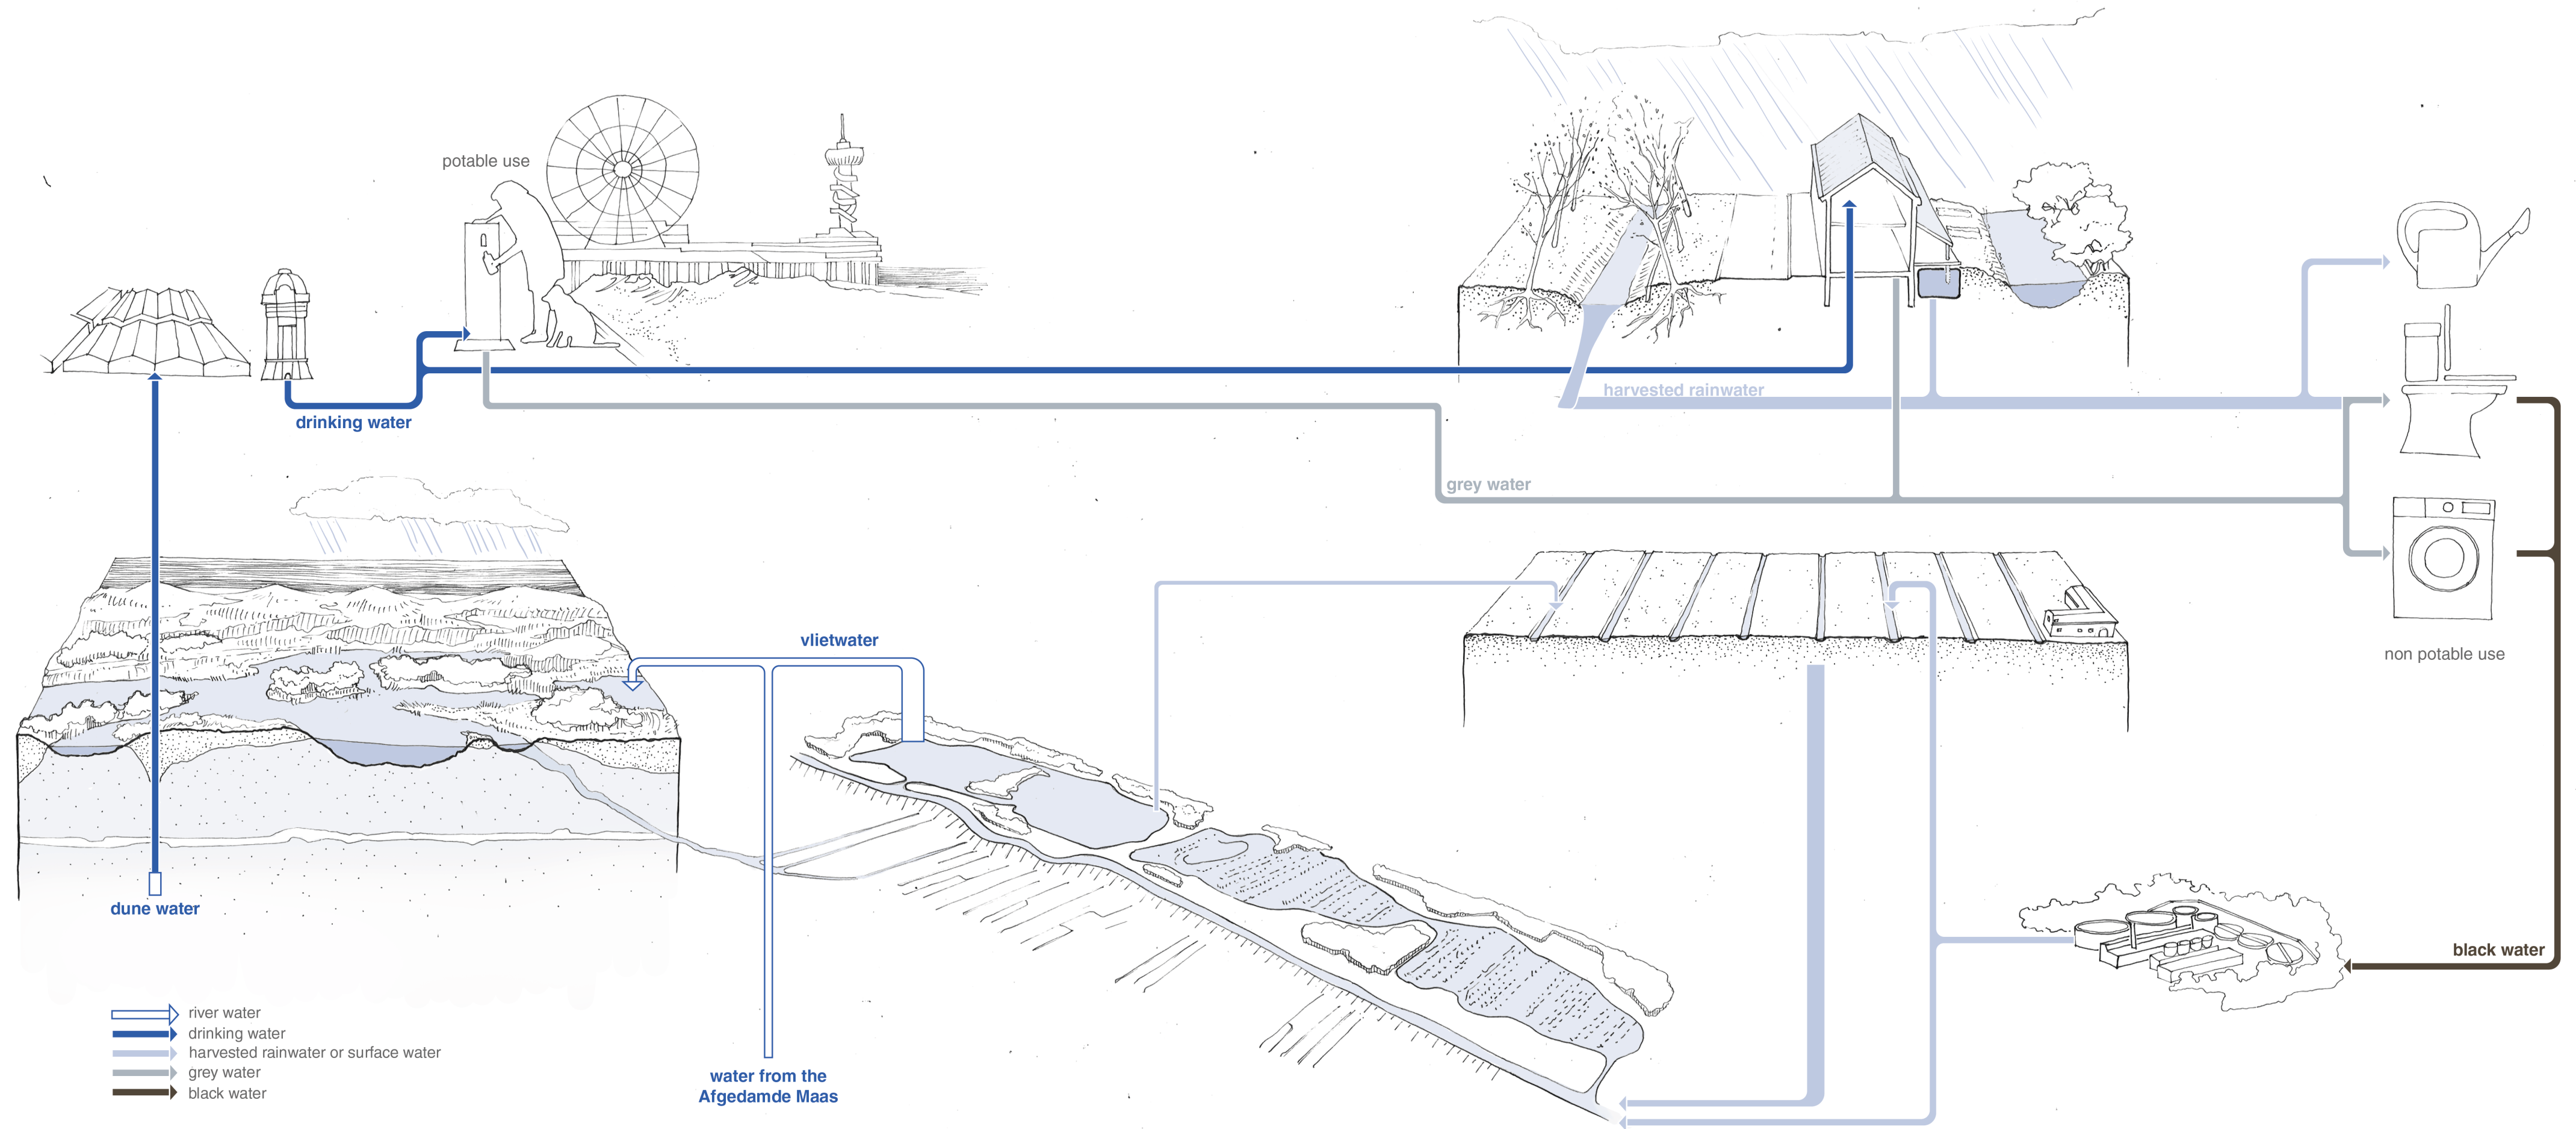 potable use
drinking water
harvested rainwater
grey water
vlietwater
non potable use
dune water
black water
water from the
Afgedamde Maas
river water
drinking water
harvested rainwater or surface water
grey water
black water